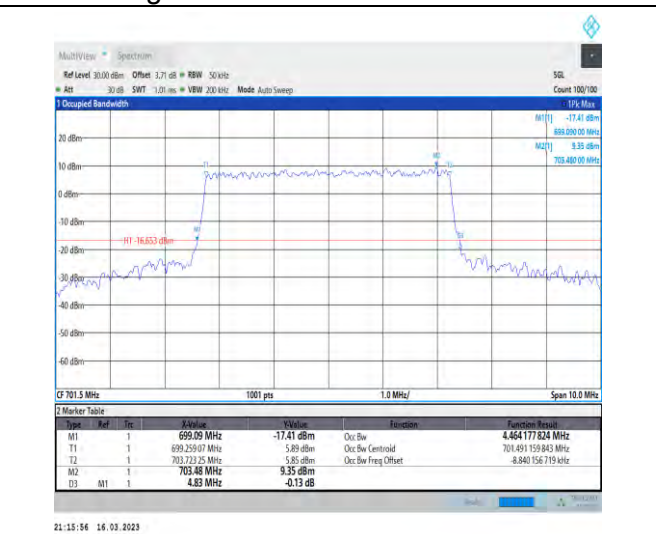 MultiView Spectrum
Ref Level 30.00 dBm Offset 3.71 dB RBW 50 kHz SGL
Att 30 dB SWT 1.01 ms VBW 200 kHz Mode Auto Sweep Count 100/100
1 Occupied Bandwidth 1Pk Max
M1[1] -17.41 dBm
699.090 00 MHz
M2[1] 9.35 dBm
703.480 00 MHz
20 dBm
10 dBm
0 dBm
-10 dBm
-20 dBm
-30 dBm
-40 dBm
-50 dBm
-60 dBm
M2
T1 T2
M1
H1 -16.653 dBm
CF 701.5 MHz 1001 pts 1.0 MHz/ Span 10.0 MHz
2 Marker Table
Type Ref Trc X-Value Y-Value Function Function Result
M1 1 699.09 MHz -17.41 dBm Occ Bw 4.464 177 824 MHz
T1 1 699.259 07 MHz 5.89 dBm Occ Bw Centroid 701.491 159 843 MHz
T2 1 703.723 25 MHz 5.85 dBm Occ Bw Freq Offset -8.840 156 719 kHz
M2 1 703.48 MHz 9.35 dBm
D3 M1 1 4.83 MHz -0.13 dB
21:15:56 16.03.2023